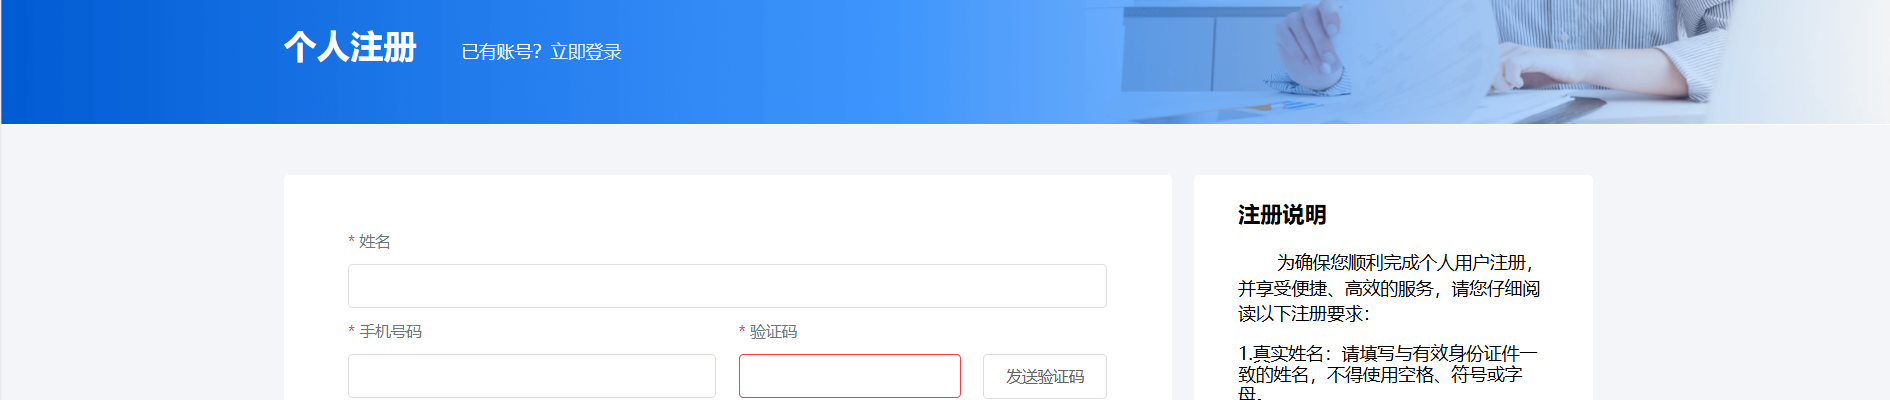 个人注册
已有账号？立即登录
* 姓名
* 手机号码
* 验证码
发送验证码
注册说明
为确保您顺利完成个人用户注册，
并享受便捷、高效的服务，请您仔细阅
读以下注册要求：
1.真实姓名：请填写与有效身份证件一
致的姓名，不得使用空格、符号或字
母。